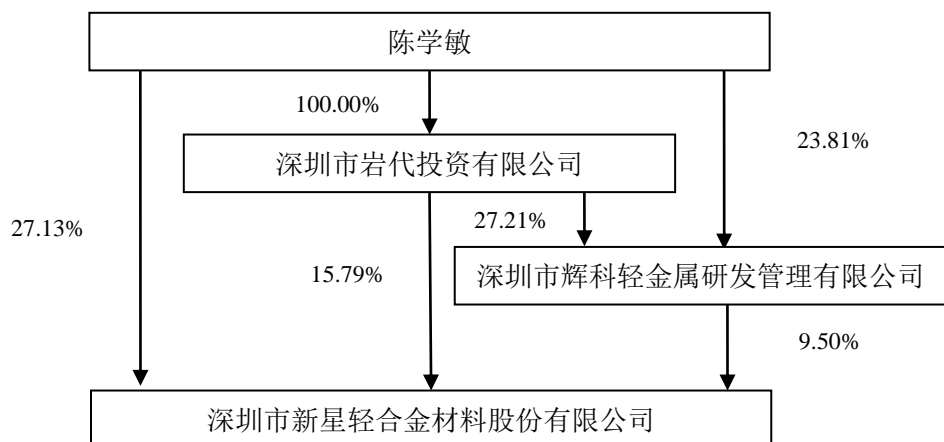 陈学敏
100.00%
23.81%
深圳市岩代投资有限公司
27.13%
27.21%
15.79%
深圳市辉科轻金属研发管理有限公司
9.50%
深圳市新星轻合金材料股份有限公司